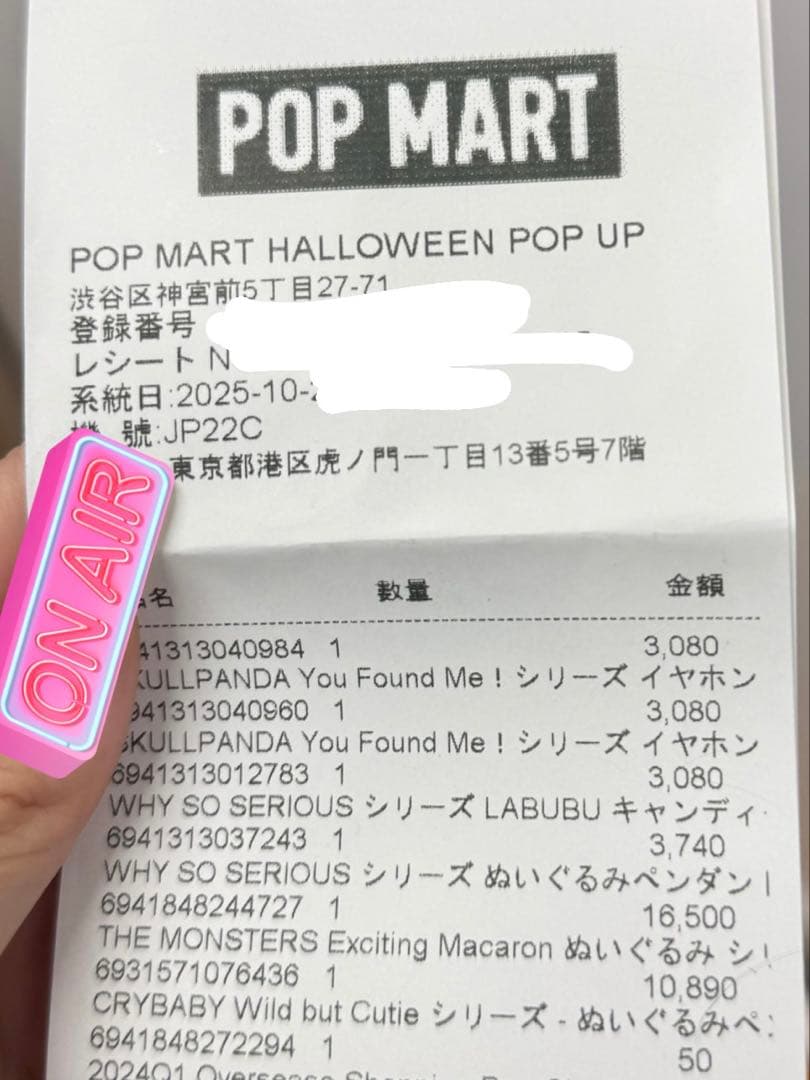 POP MART
POP MART HALLOWEEN POP UP
渋谷区神宮前5丁目27-71
登録番号
レシート N
系統日:2025-10-
號:JP22C
東京都港区虎ノ門一丁目13番5号7階
ON AIR
名 數量 金額
41313040984 1 3,080
KULLPANDA You Found Me！シリーズ イヤホン
941313040960 1 3,080
SKULLPANDA You Found Me！シリーズ イヤホン
6941313012783 1 3,080
WHY SO SERIOUS シリーズ LABUBU キャンディ
6941313037243 1 3,740
WHY SO SERIOUS シリーズ ぬいぐるみペンダン
6941848244727 1 16,500
THE MONSTERS Exciting Macaron ぬいぐるみ シ
6931571076436 1 10,890
CRYBABY Wild but Cutie シリーズ - ぬいぐるみペ
6941848272294 1 50
2024Q1